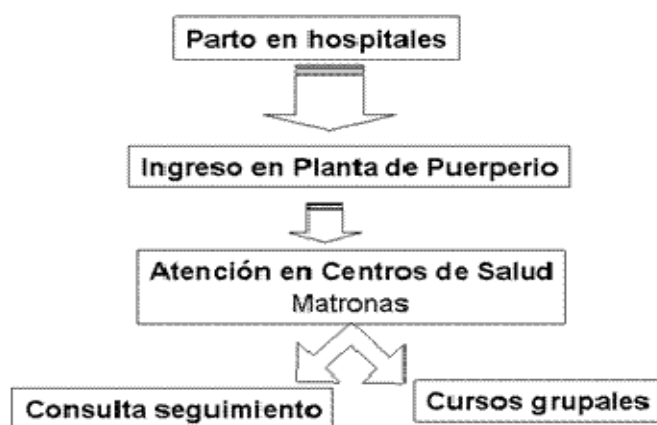 Parto en hospitales
Ingreso en Planta de Puerperio
Atención en Centros de Salud
Matronas
Consulta seguimiento
Cursos grupales